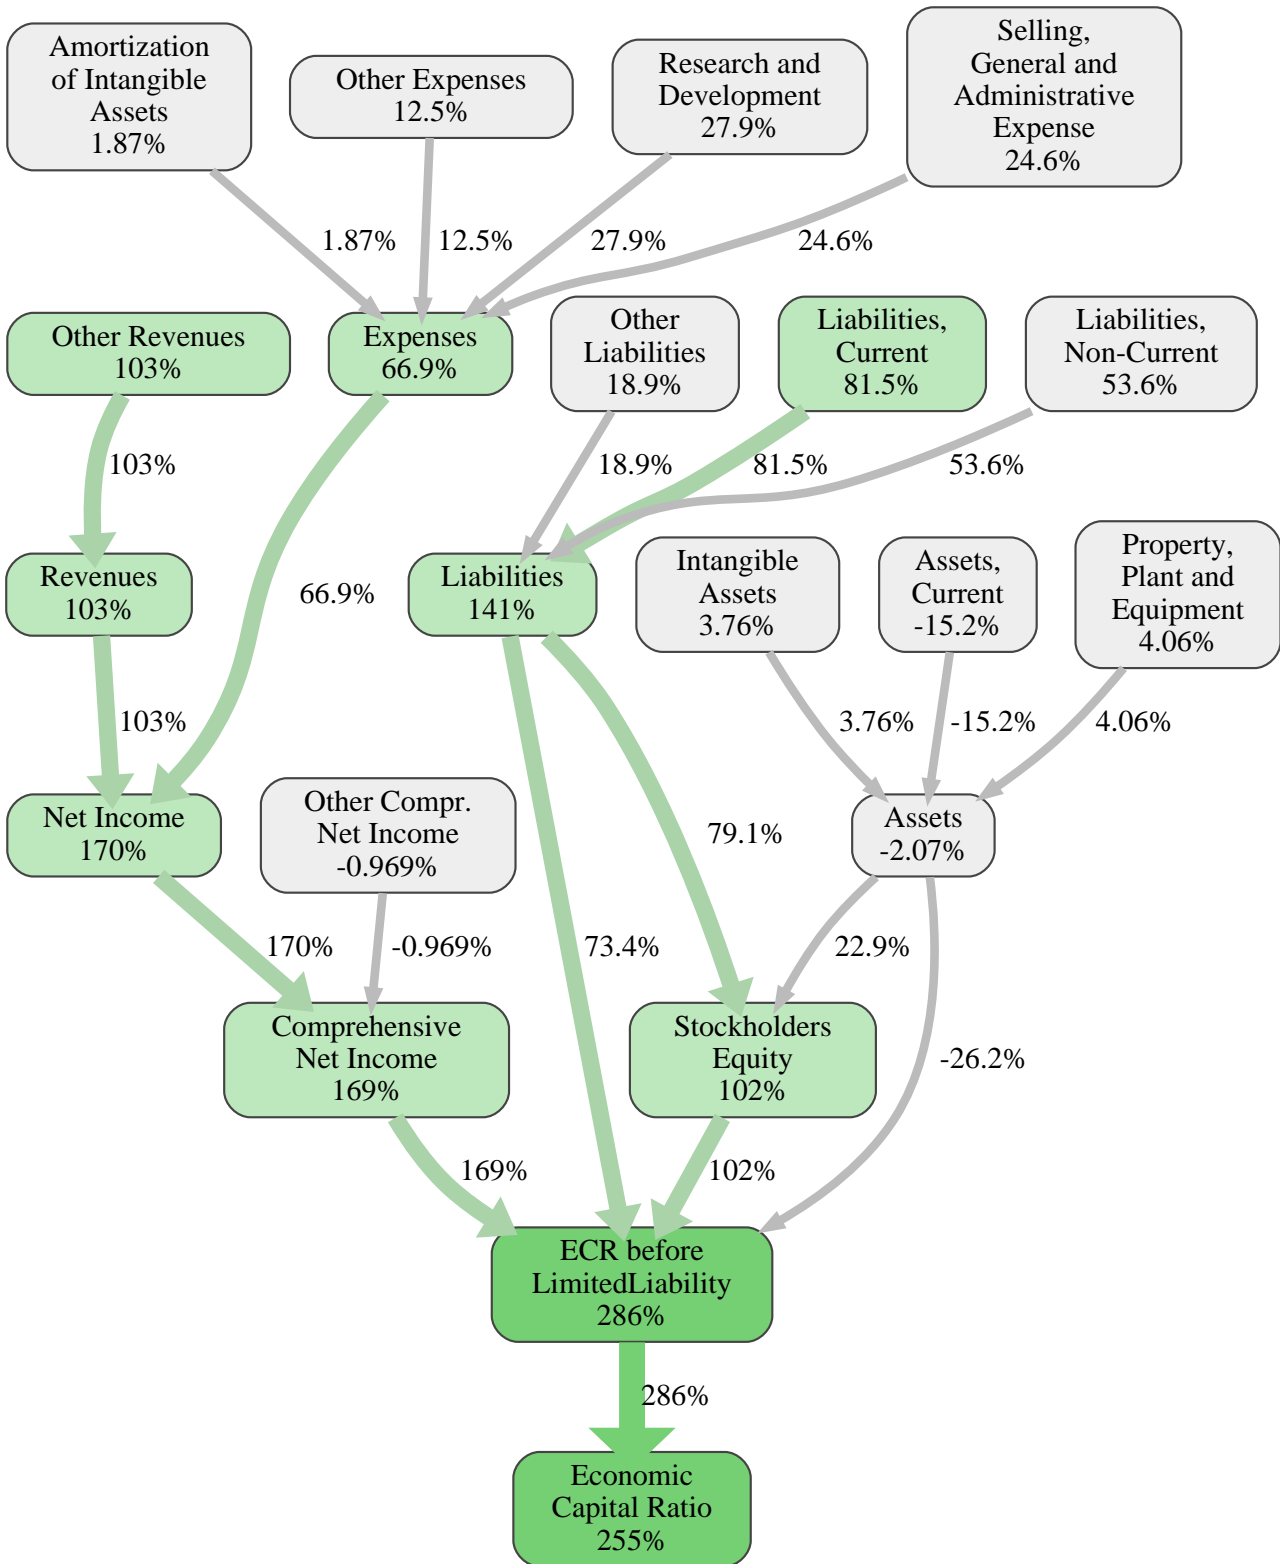 Amortization
of Intangible
Assets
1.87%
Other Expenses
12.5%
Research and
Development
27.9%
Selling,
General and
Administrative
Expense
24.6%
1.87%
12.5%
27.9%
24.6%
Other Revenues
103%
Expenses
66.9%
Other
Liabilities
18.9%
Liabilities,
Current
81.5%
Liabilities,
Non-Current
53.6%
103%
18.9%
81.5%
53.6%
Revenues
103%
66.9%
Liabilities
141%
Intangible
Assets
3.76%
Assets,
Current
-15.2%
Property,
Plant and
Equipment
4.06%
103%
3.76%
-15.2%
4.06%
Net Income
170%
Other Compr.
Net Income
-0.969%
79.1%
Assets
-2.07%
170%
-0.969%
73.4%
22.9%
Comprehensive
Net Income
169%
Stockholders
Equity
102%
-26.2%
169%
102%
ECR before
LimitedLiability
286%
286%
Economic
Capital Ratio
255%